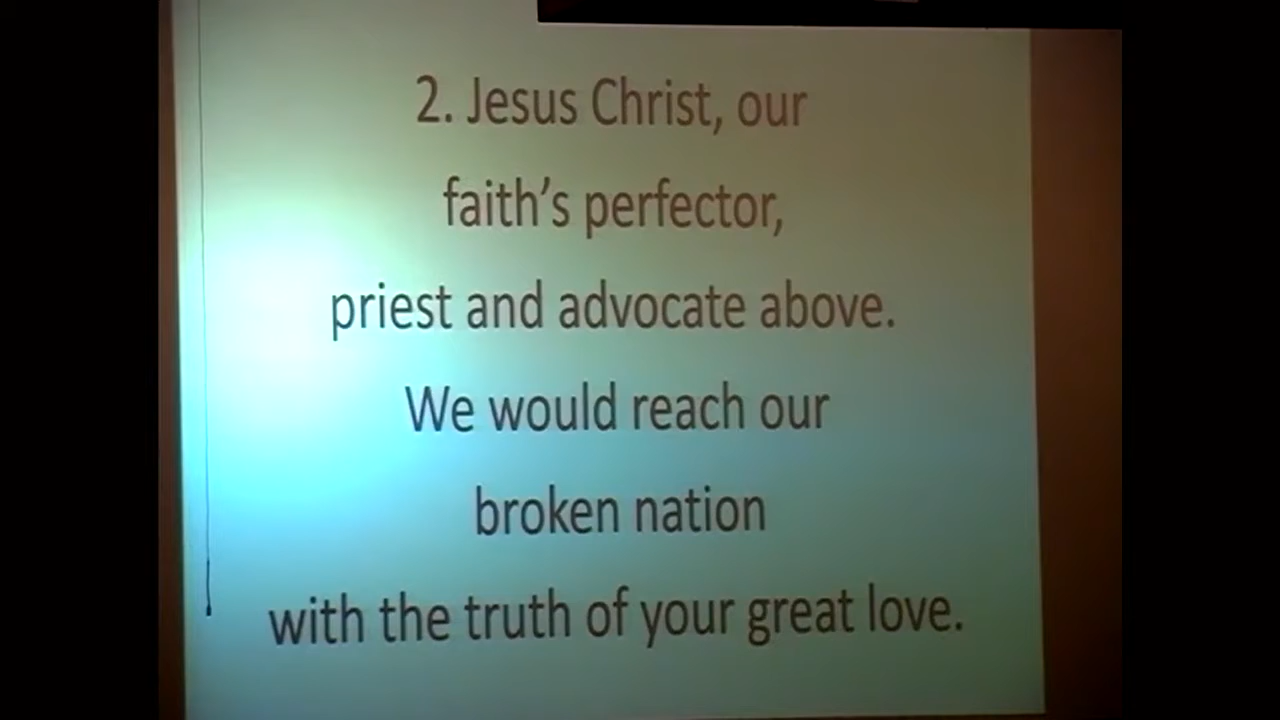 2. Jesus Christ, our
faith’s perfector,
priest and advocate above.
We would reach our
broken nation
with the truth of your great love.